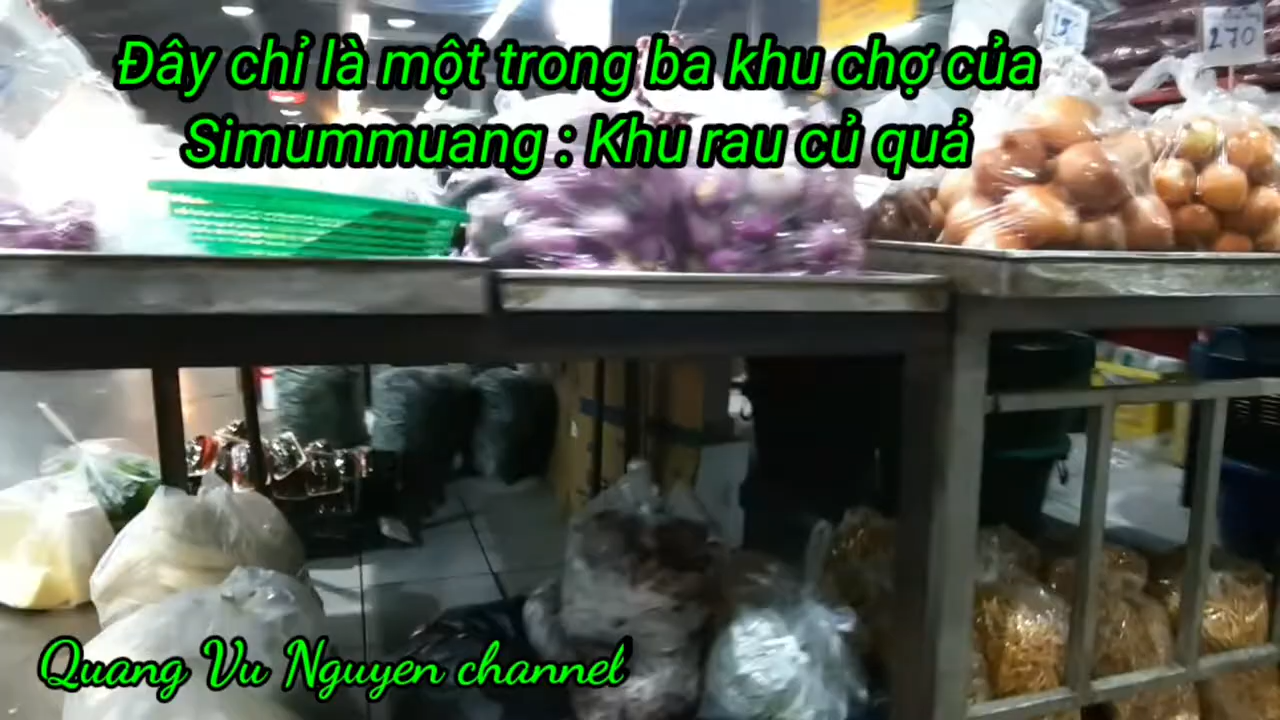 Đây chỉ là một trong ba khu chợ của
Simummuang : Khu rau củ quả
270
Quang Vu Nguyen channel